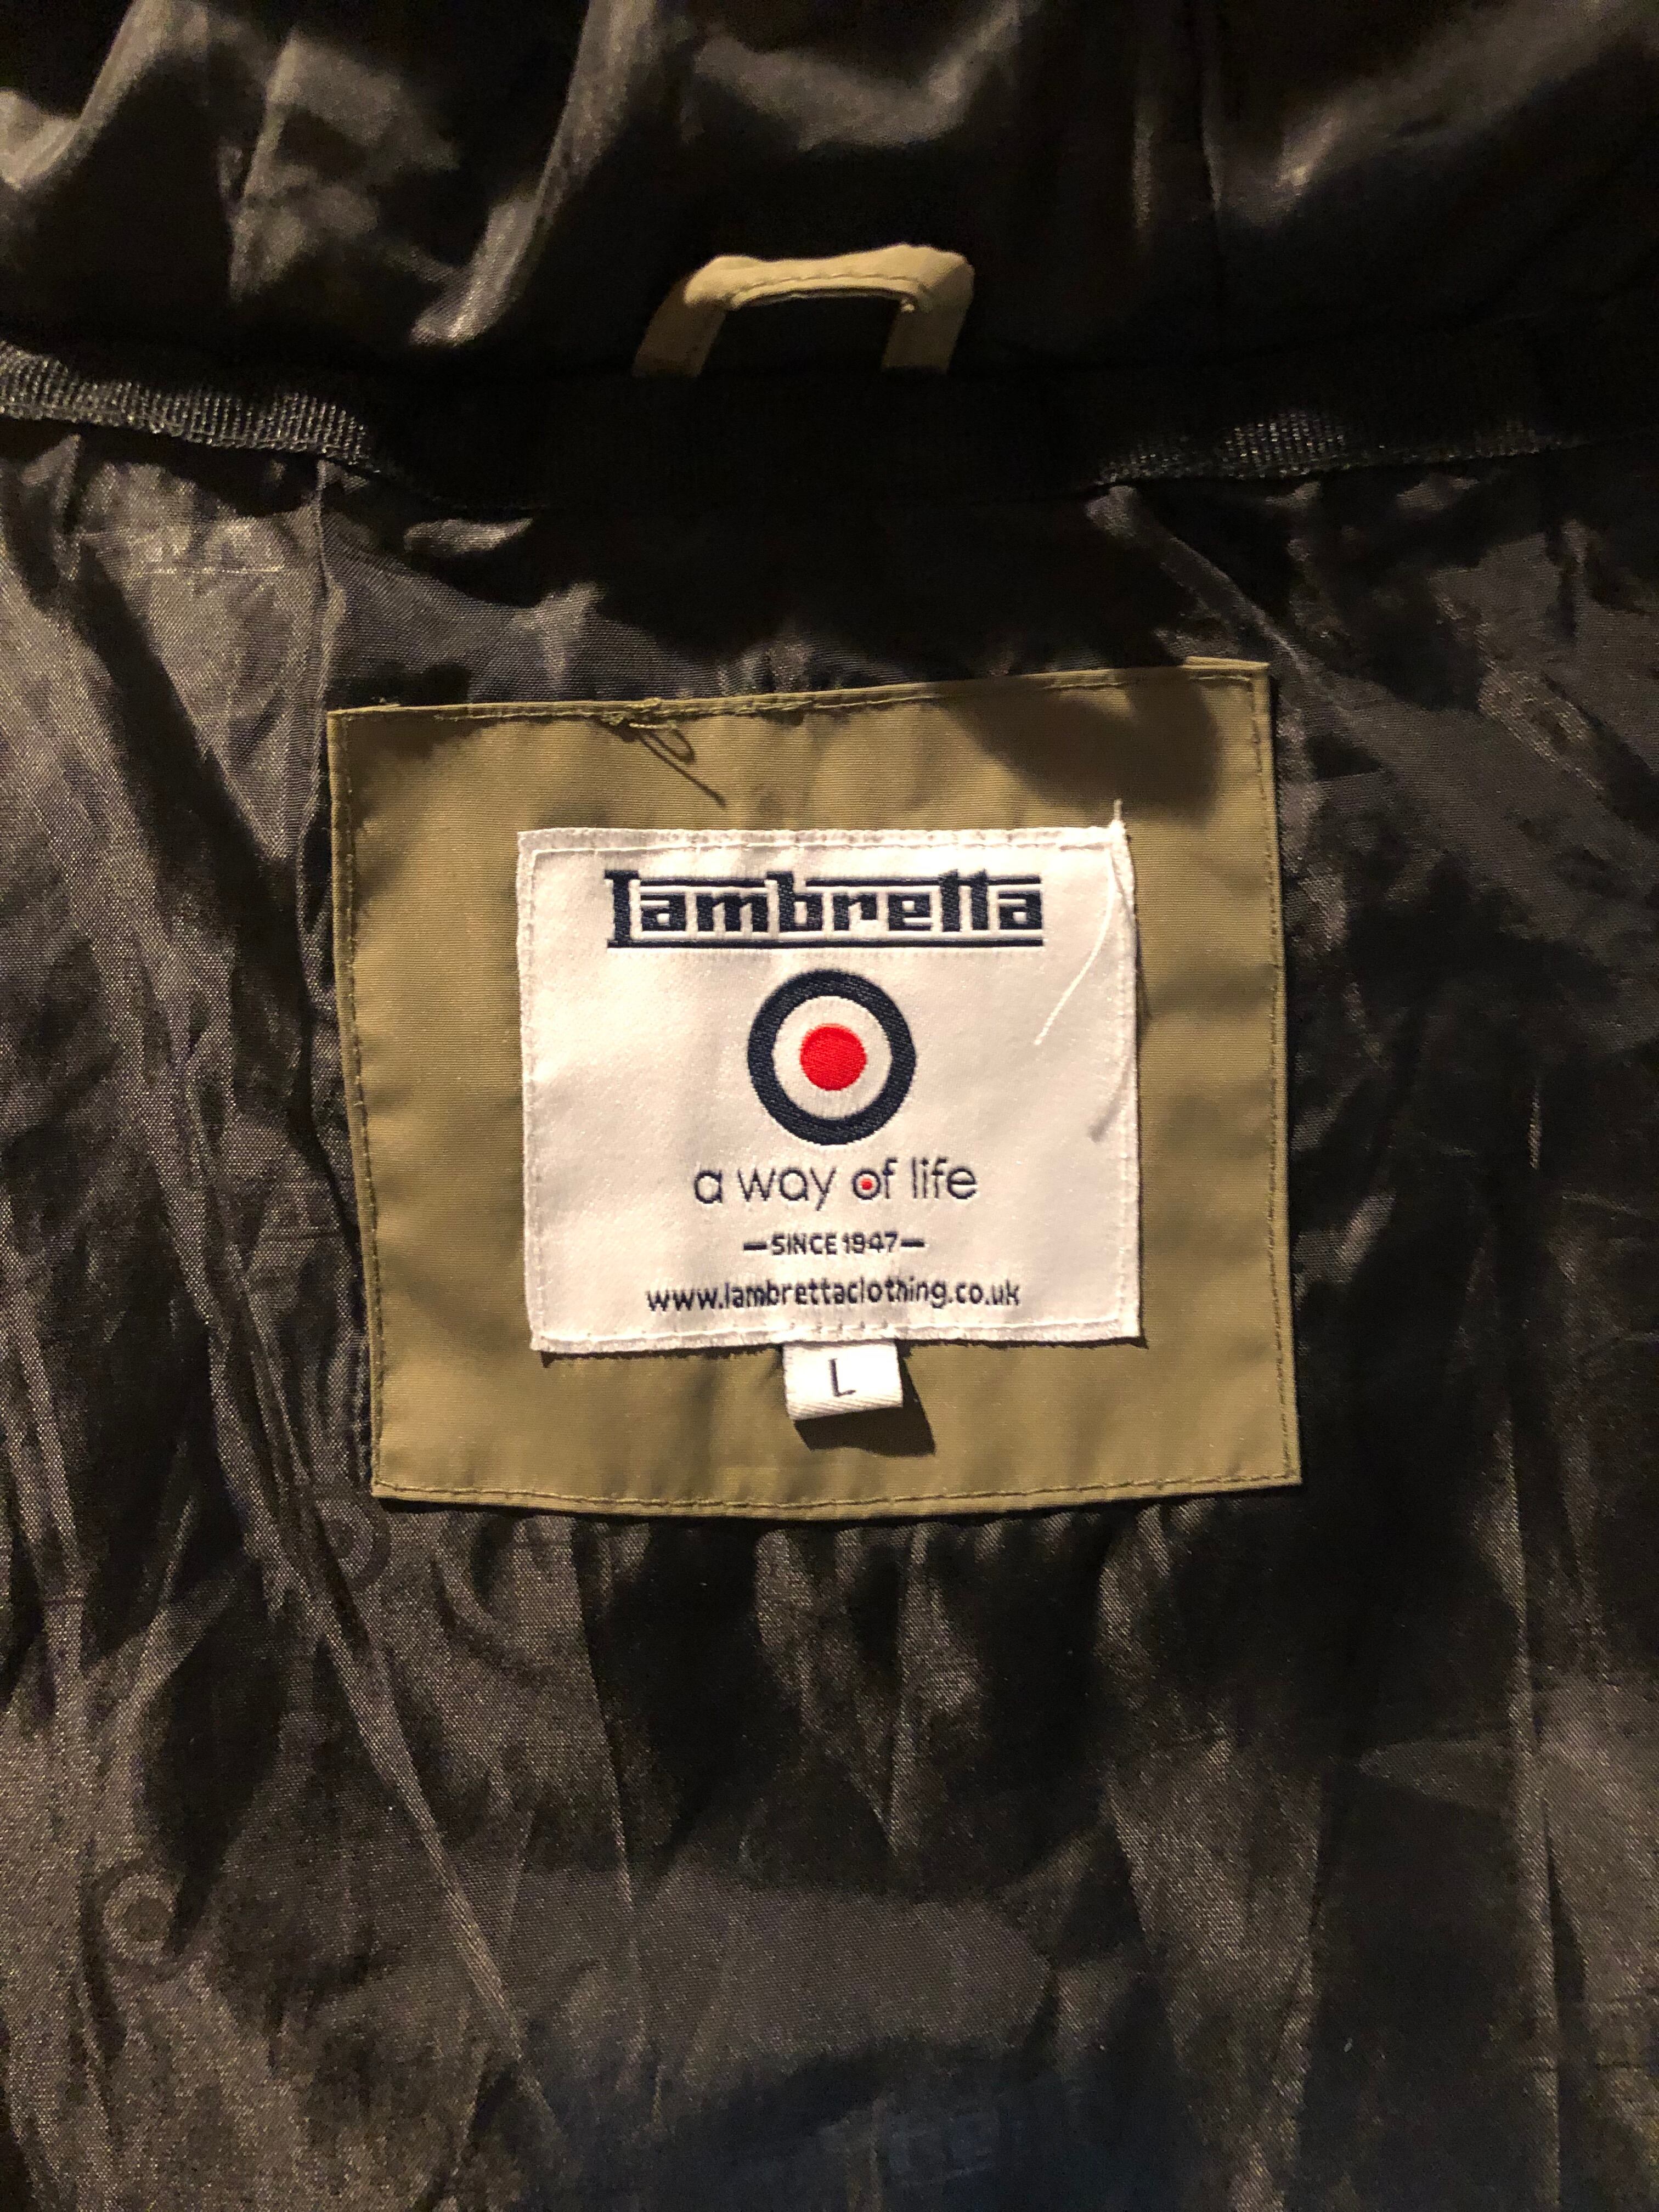 Lambretta
a way of life
SINCE 1947
www.lambrettaclothing.co.uk
L